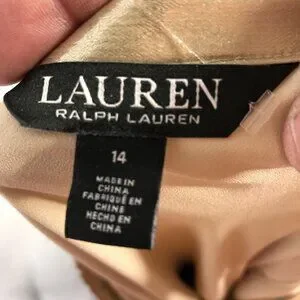 LAUREN
RALPH LAUREN
14
MADE IN
CHINA
FABRIQUÉ EN
CHINE
HECHO EN
CHINA